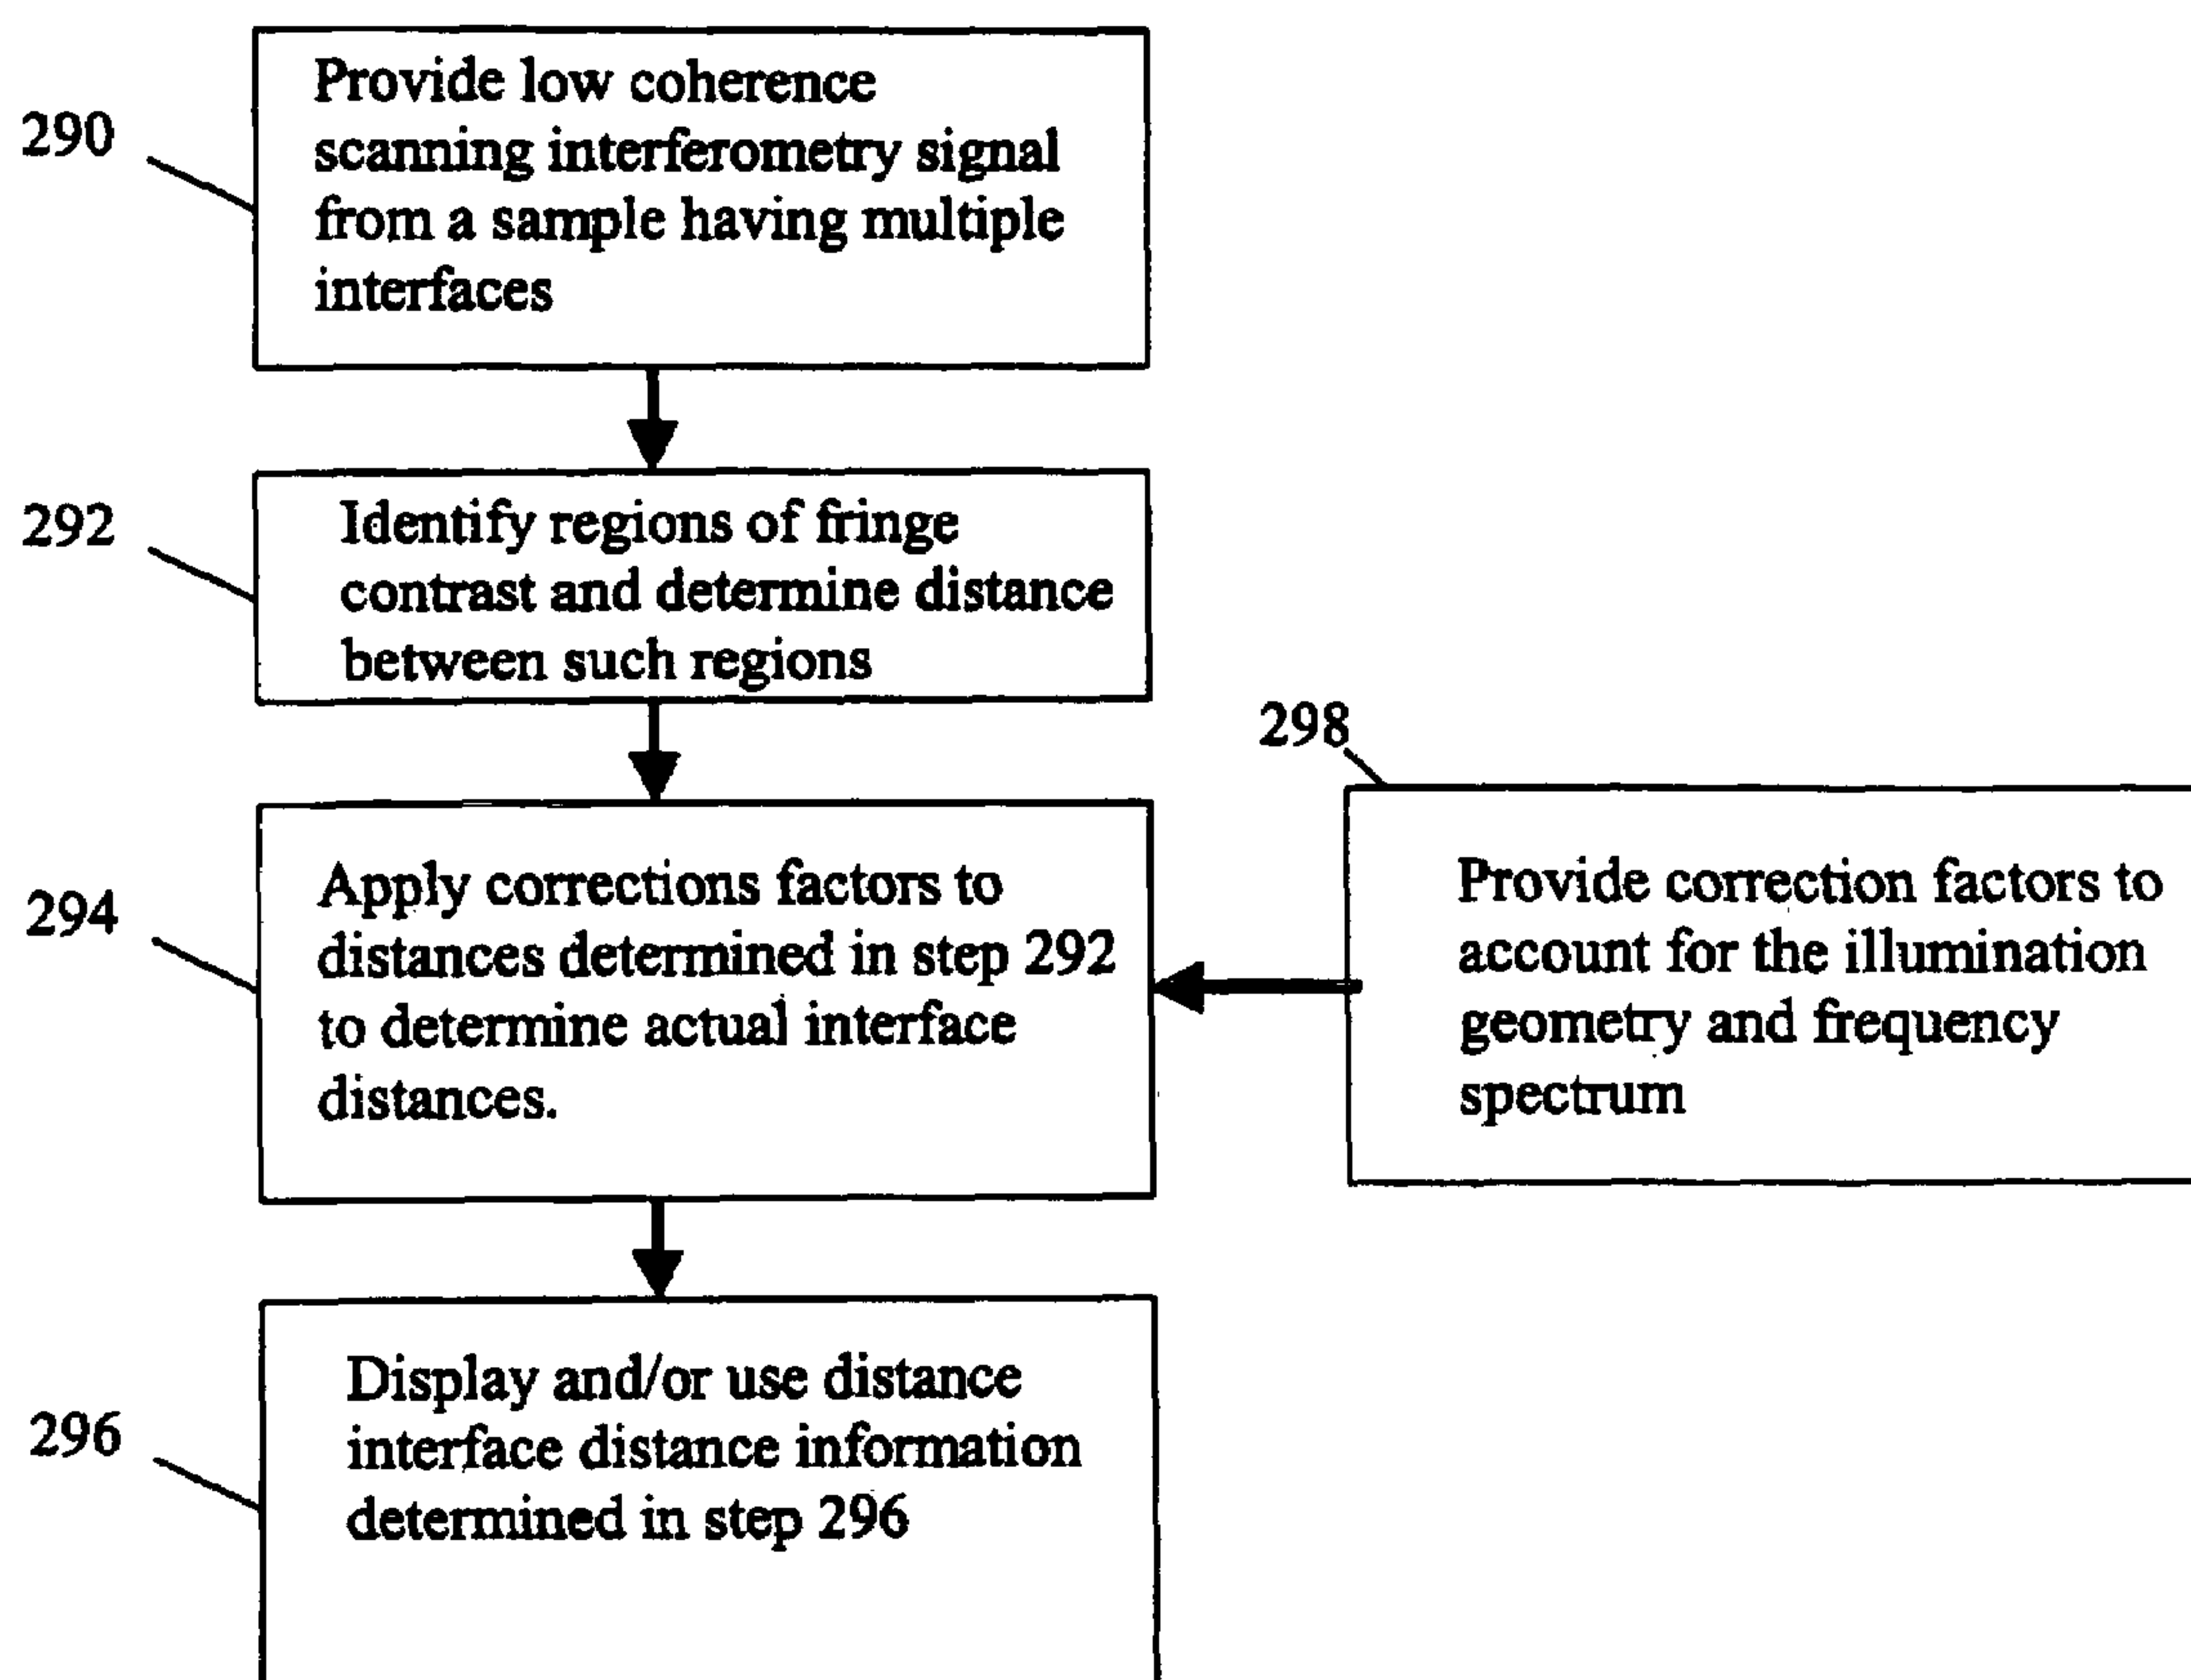 290
Provide low coherence
scanning interferometry signal
from a sample having multiple
interfaces
292
Identify regions of fringe
contrast and determine distance
between such regions
294
Apply corrections factors to
distances determined in step 292
to determine actual interface
distances.
298
Provide correction factors to
account for the illumination
geometry and frequency
spectrum
296
Display and/or use distance
interface distance information
determined in step 296